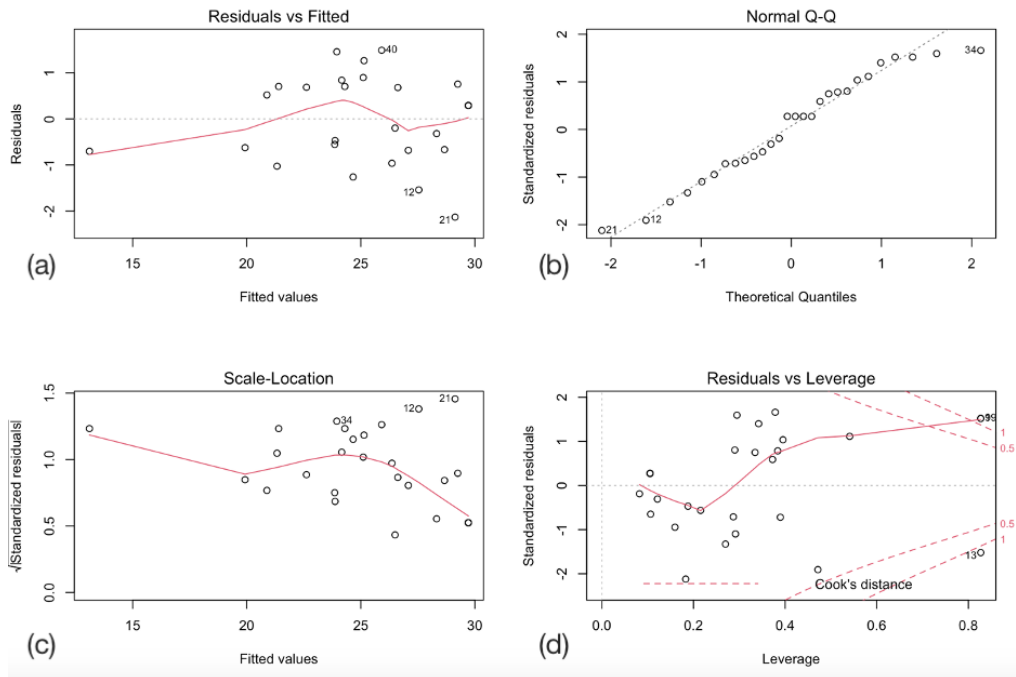 Residuals vs Fitted
Residuals
-2
-1
0
1
40
12
21
15
20
25
30
Fitted values
(a)
Normal Q-Q
Standardized residuals
-2
-1
0
1
2
34
12
21
-2
-1
0
1
2
Theoretical Quantiles
(b)
Scale-Location
√|Standardized residuals|
0.0
0.5
1.0
1.5
34
12
21
15
20
25
30
Fitted values
(c)
Residuals vs Leverage
Standardized residuals
-2
-1
0
1
2
1
0.5
0.5
1
13
Cook's distance
0.0
0.2
0.4
0.6
0.8
Leverage
(d)